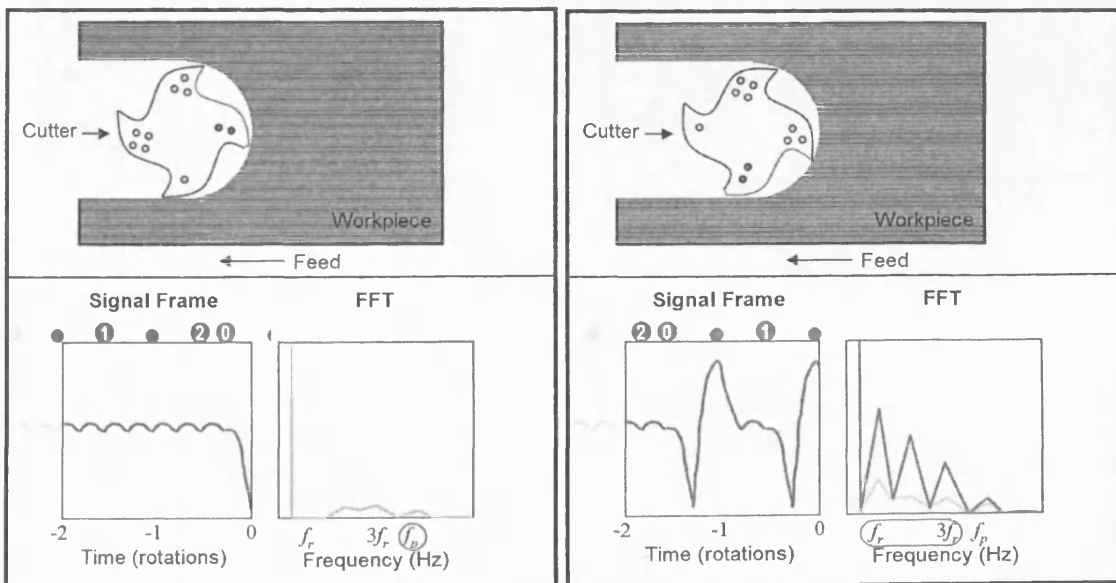 Cutter
Workpiece
Feed
Signal Frame
FFT
1 2 0
-2 -1 0
Time (rotations)
f_r 3f_r f_p
Frequency (Hz)
Cutter
Workpiece
Feed
Signal Frame
FFT
2 0 1
-2 -1 0
Time (rotations)
f_r 3f_r f_p
Frequency (Hz)